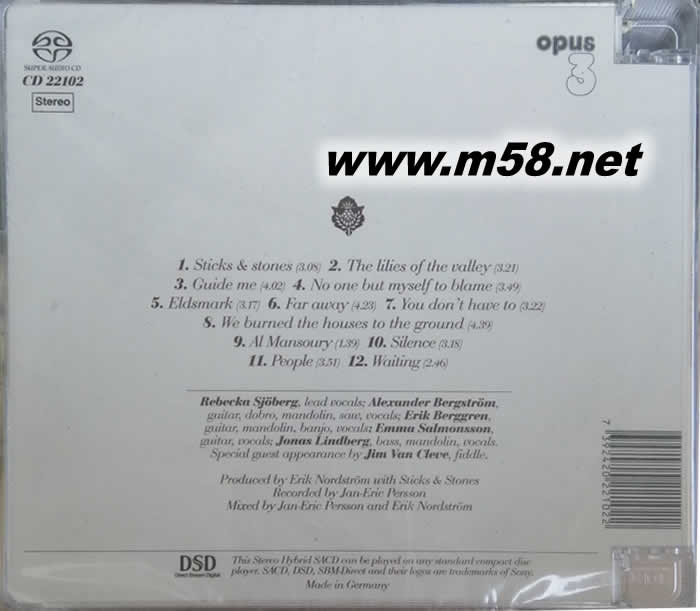 SUPER AUDIO CD
CD 22102
Stereo
opus
3
www.m58.net
1. Sticks & stones (3.08) 2. The lilies of the valley (3.21)
3. Guide me (4.02) 4. No one but myself to blame (3.49)
5. Eldsmark (3.17) 6. Far away (4.23) 7. You don't have to (3.22)
8. We burned the houses to the ground (4.39)
9. Al Mansoury (1.39) 10. Silence (3.18)
11. People (3.51) 12. Waiting (2.46)
Rebecka Sjöberg, lead vocals; Alexander Bergström,
guitar, dobro, mandolin, saw, vocals; Erik Berggren,
guitar, mandolin, banjo, vocals; Emma Salmonsson,
guitar, vocals; Jonas Lindberg, bass, mandolin, vocals.
Special guest appearance by Jim Van Cleve, fiddle.
Produced by Erik Nordström with Sticks & Stones
Recorded by Jan-Eric Persson
Mixed by Jan-Eric Persson and Erik Nordström
7 392420 221022
DSD
Direct Stream Digital
This Stereo Hybrid SACD can be played on any standard compact disc
player. SACD, DSD, SBM-Direct and their logos are trademarks of Sony.
Made in Germany